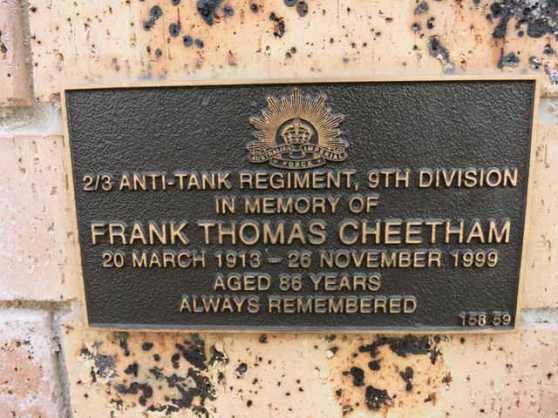 AUSTRALIAN IMPERIAL
FORCE
2/3 ANTI-TANK REGIMENT, 9TH DIVISION
IN MEMORY OF
FRANK THOMAS CHEETHAM
20 MARCH 1913 – 26 NOVEMBER 1999
AGED 86 YEARS
ALWAYS REMEMBERED
158 59